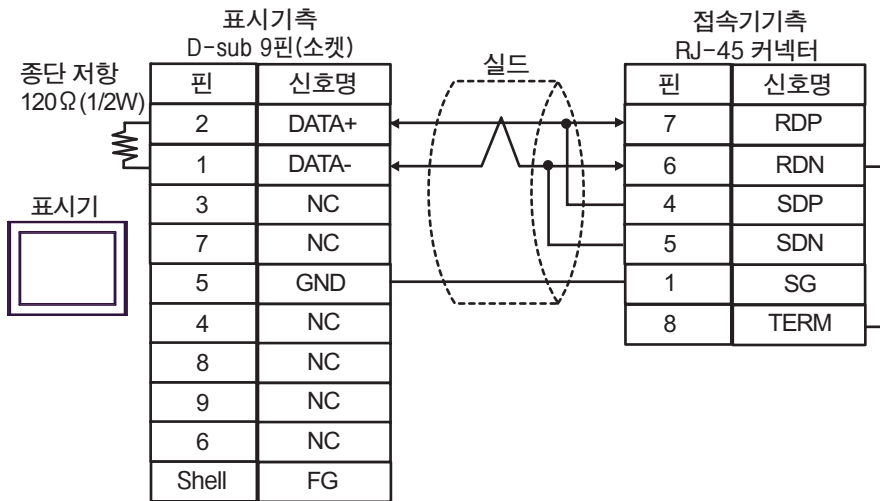 표시기측
D-sub 9핀(소켓)
접속기기측
RJ-45 커넥터
종단 저항
120Ω(1/2W)
실드
표시기
핀 신호명
2 DATA+
1 DATA-
3 NC
7 NC
5 GND
4 NC
8 NC
9 NC
6 NC
Shell FG
핀 신호명
7 RDP
6 RDN
4 SDP
5 SDN
1 SG
8 TERM